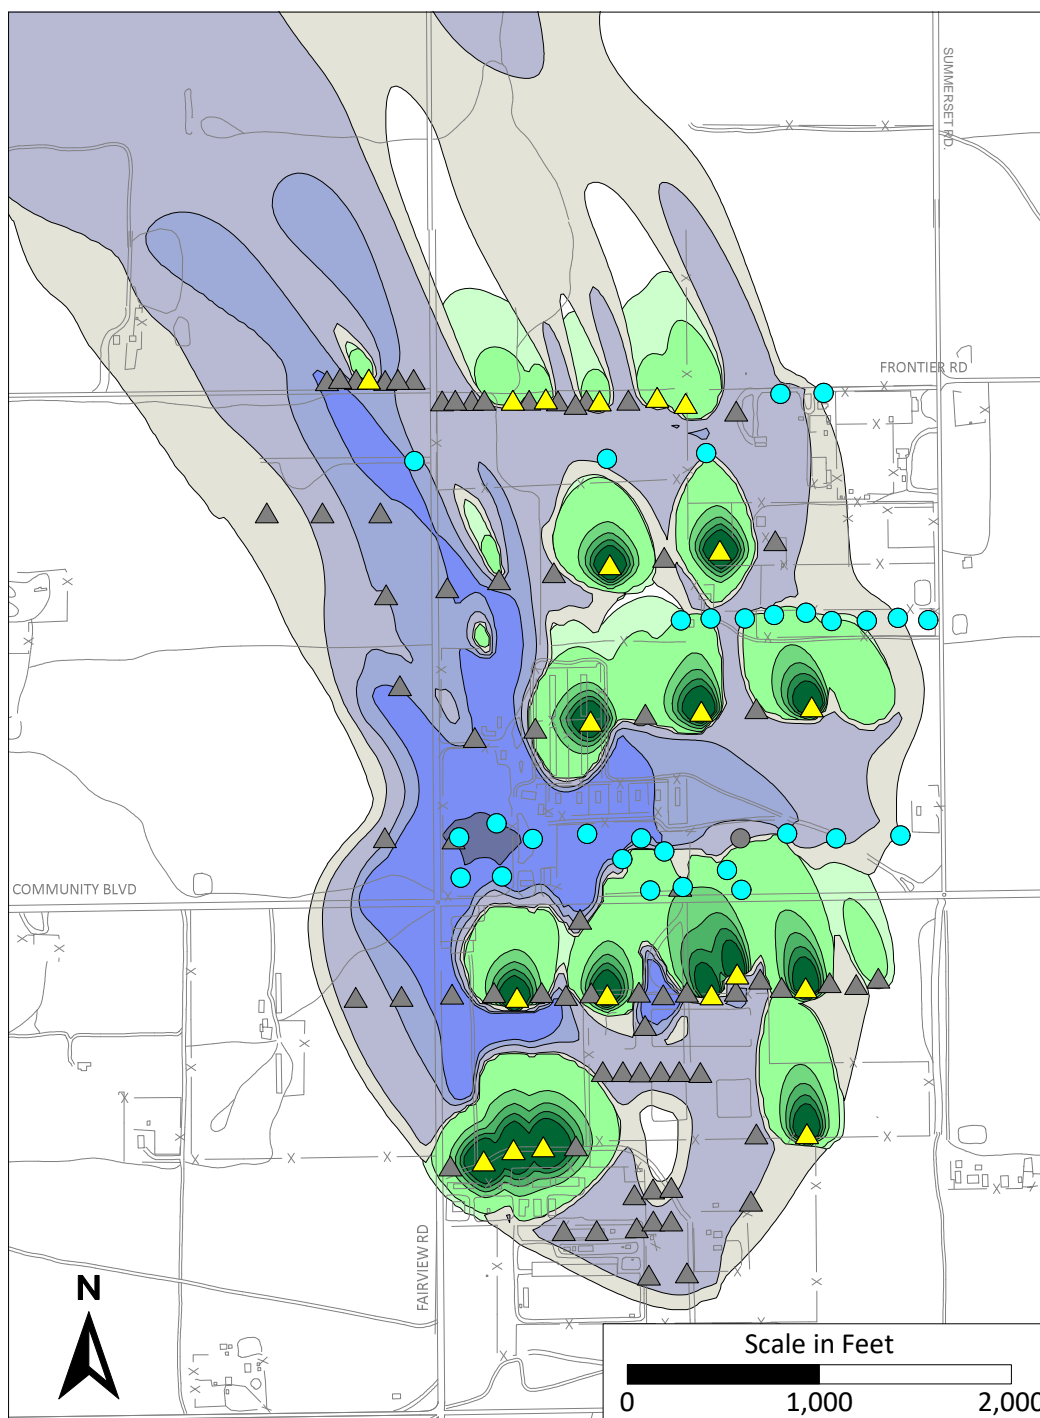 SUMMERSET RD.
FRONTIER RD
COMMUNITY BLVD
FAIRVIEW RD
N
Scale in Feet
0 1,000 2,000